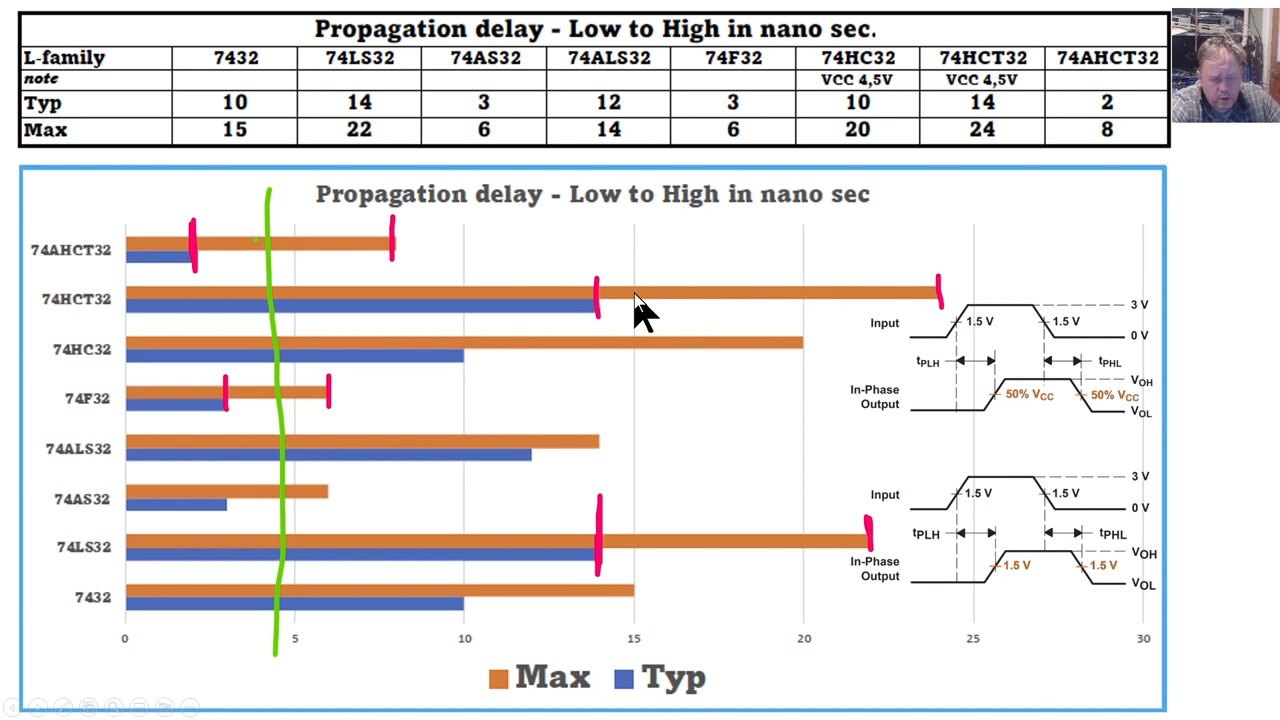 Propagation delay - Low to High in nano sec.
L-family 7432 74LS32 74AS32 74ALS32 74F32 74HC32 74HCT32 74AHCT32
note VCC 4,5V VCC 4,5V
Typ 10 14 3 12 3 10 14 2
Max 15 22 6 14 6 20 24 8
Propagation delay - Low to High in nano sec
74AHCT32
74HCT32
74HC32
74F32
74ALS32
74AS32
74LS32
7432
0 5 10 15 20 25 30
Max Typ
3 V
Input 1.5 V 1.5 V
0 V
tPLH tPHL
VOH
In-Phase
Output
50% VCC 50% VCC
VOL
3 V
Input 1.5 V 1.5 V
0 V
tPLH tPHL
VOH
In-Phase
Output
1.5 V 1.5 V
VOL